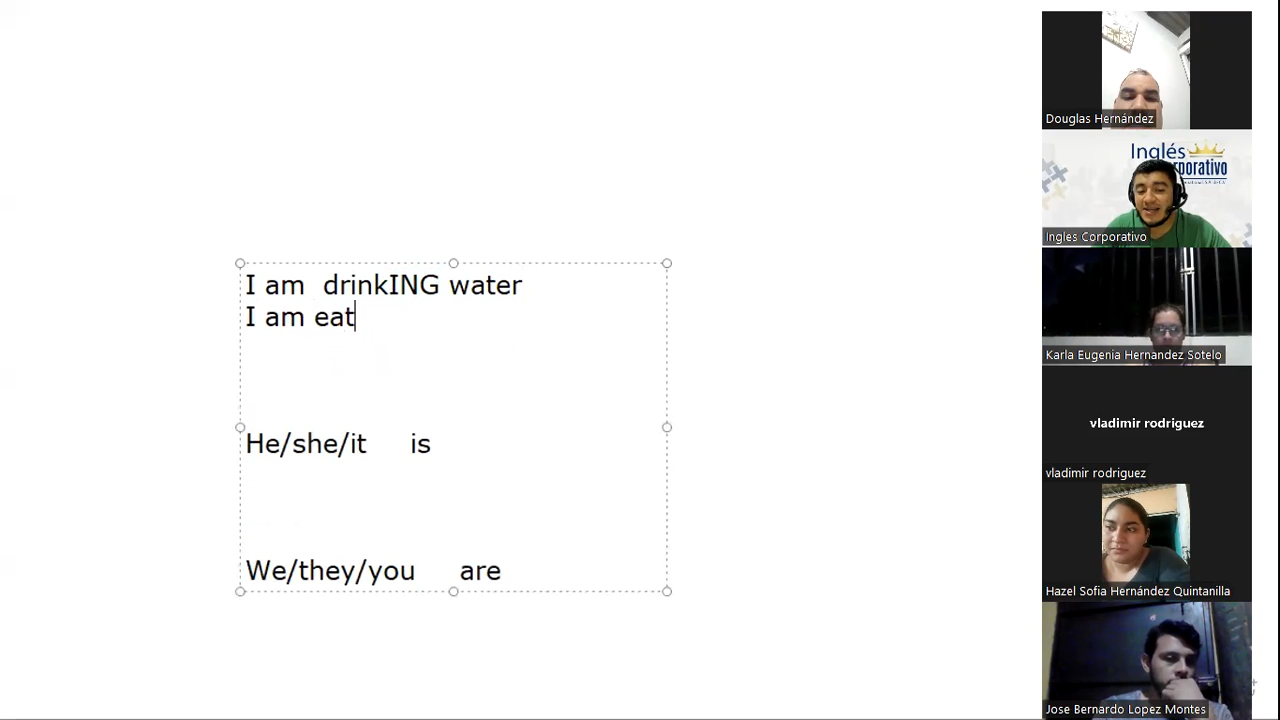 I am  drinkING water
I am eat
He/she/it     is
We/they/you     are
Douglas Hernández
Inglés
Ingles Corporativo
Karla Eugenia Hernandez Sotelo
vladimir rodriguez
vladimir rodriguez
Hazel Sofia Hernández Quintanilla
Jose Bernardo Lopez Montes